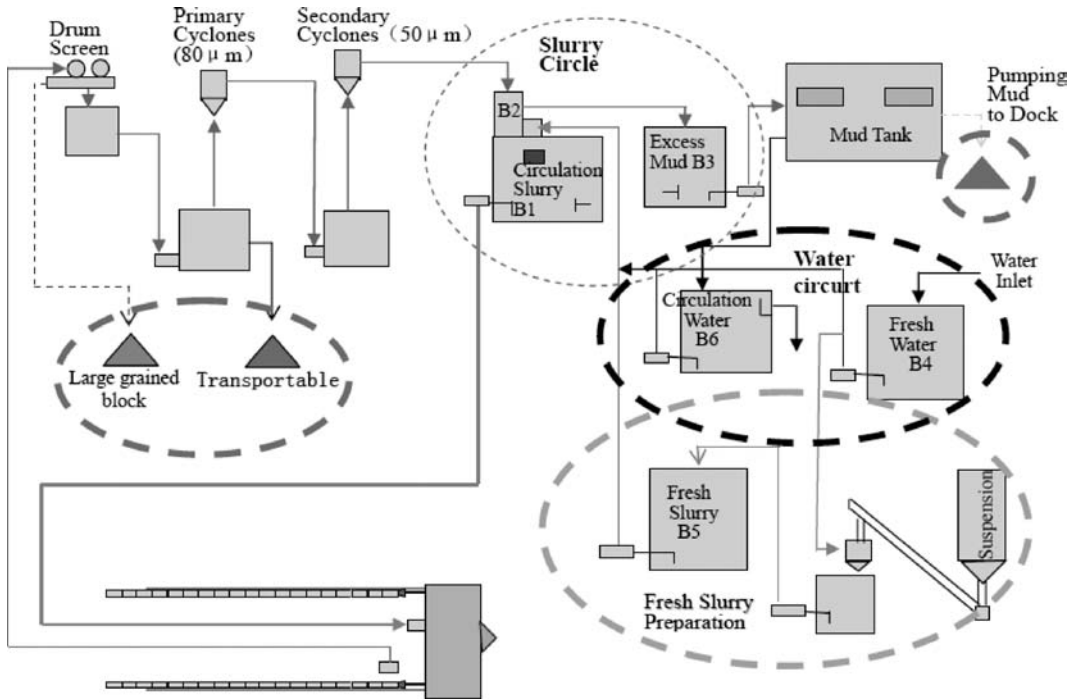 Drum
Screen
Primary
Cyclones
(80μm)
Secondary
Cyclones（50μm)
Slurry
Circle
Pumping
Mud
to Dock
B2
Excess
Mud B3
Mud Tank
Circulation
Slurry
B1
Water
circurt
Water
Inlet
Circulation
Water
B6
Fresh
Water
B4
Large grained
block
Transportable
Fresh
Slurry
B5
Suspension
Fresh Slurry
Preparation